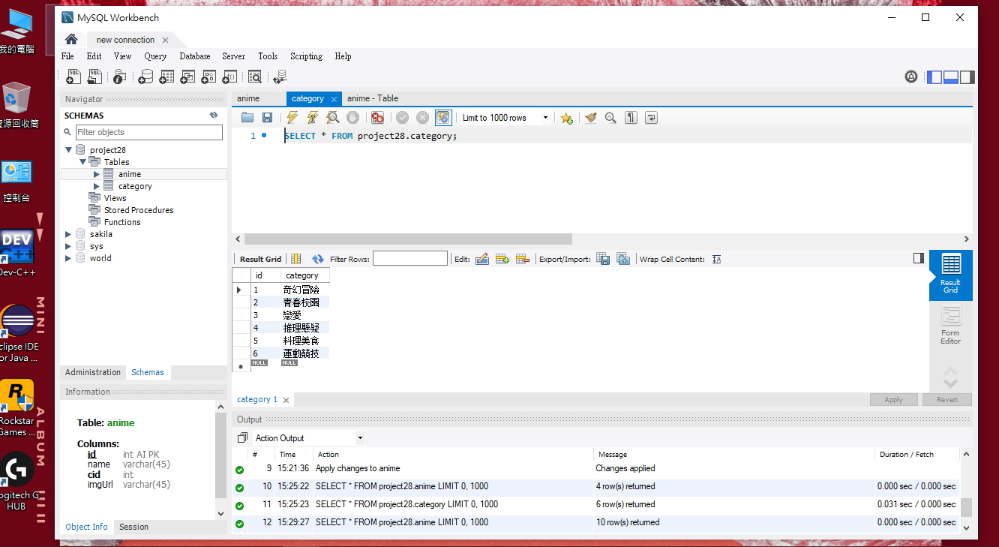 MySQL Workbench
new connection
File Edit View Query Database Server Tools Scripting Help
Navigator
SCHEMAS
Filter objects
project28
Tables
anime
category
Views
Stored Procedures
Functions
sakila
sys
world
Administration Schemas
Information
Table: anime
Columns:
id int AI PK
name varchar(45)
cid int
imgUrl varchar(45)
Object Info Session
anime category anime - Table
Limit to 1000 rows
1 SELECT * FROM project28.category;
Result Grid Filter Rows: Edit: Export/Import: Wrap Cell Content:
id category
1 奇幻冒險
2 青春校園
3 戀愛
4 推理懸疑
5 料理美食
6 運動競技
NULL NULL
Result Grid
Form Editor
category 1
Apply Revert
Output
Action Output
# Time Action Message Duration / Fetch
9 15:21:36 Apply changes to anime Changes applied
10 15:25:22 SELECT * FROM project28.anime LIMIT 0, 1000 4 row(s) returned 0.000 sec / 0.000 sec
11 15:25:23 SELECT * FROM project28.category LIMIT 0, 1000 6 row(s) returned 0.031 sec / 0.000 sec
12 15:29:27 SELECT * FROM project28.anime LIMIT 0, 1000 10 row(s) returned 0.000 sec / 0.000 sec
我的電腦
資源回收筒
控制台
DEV C++
Dev-C++
clipse IDE
or Java ...
Rockstar
Games ...
ogitech G
HUB
MINI
ALBUM